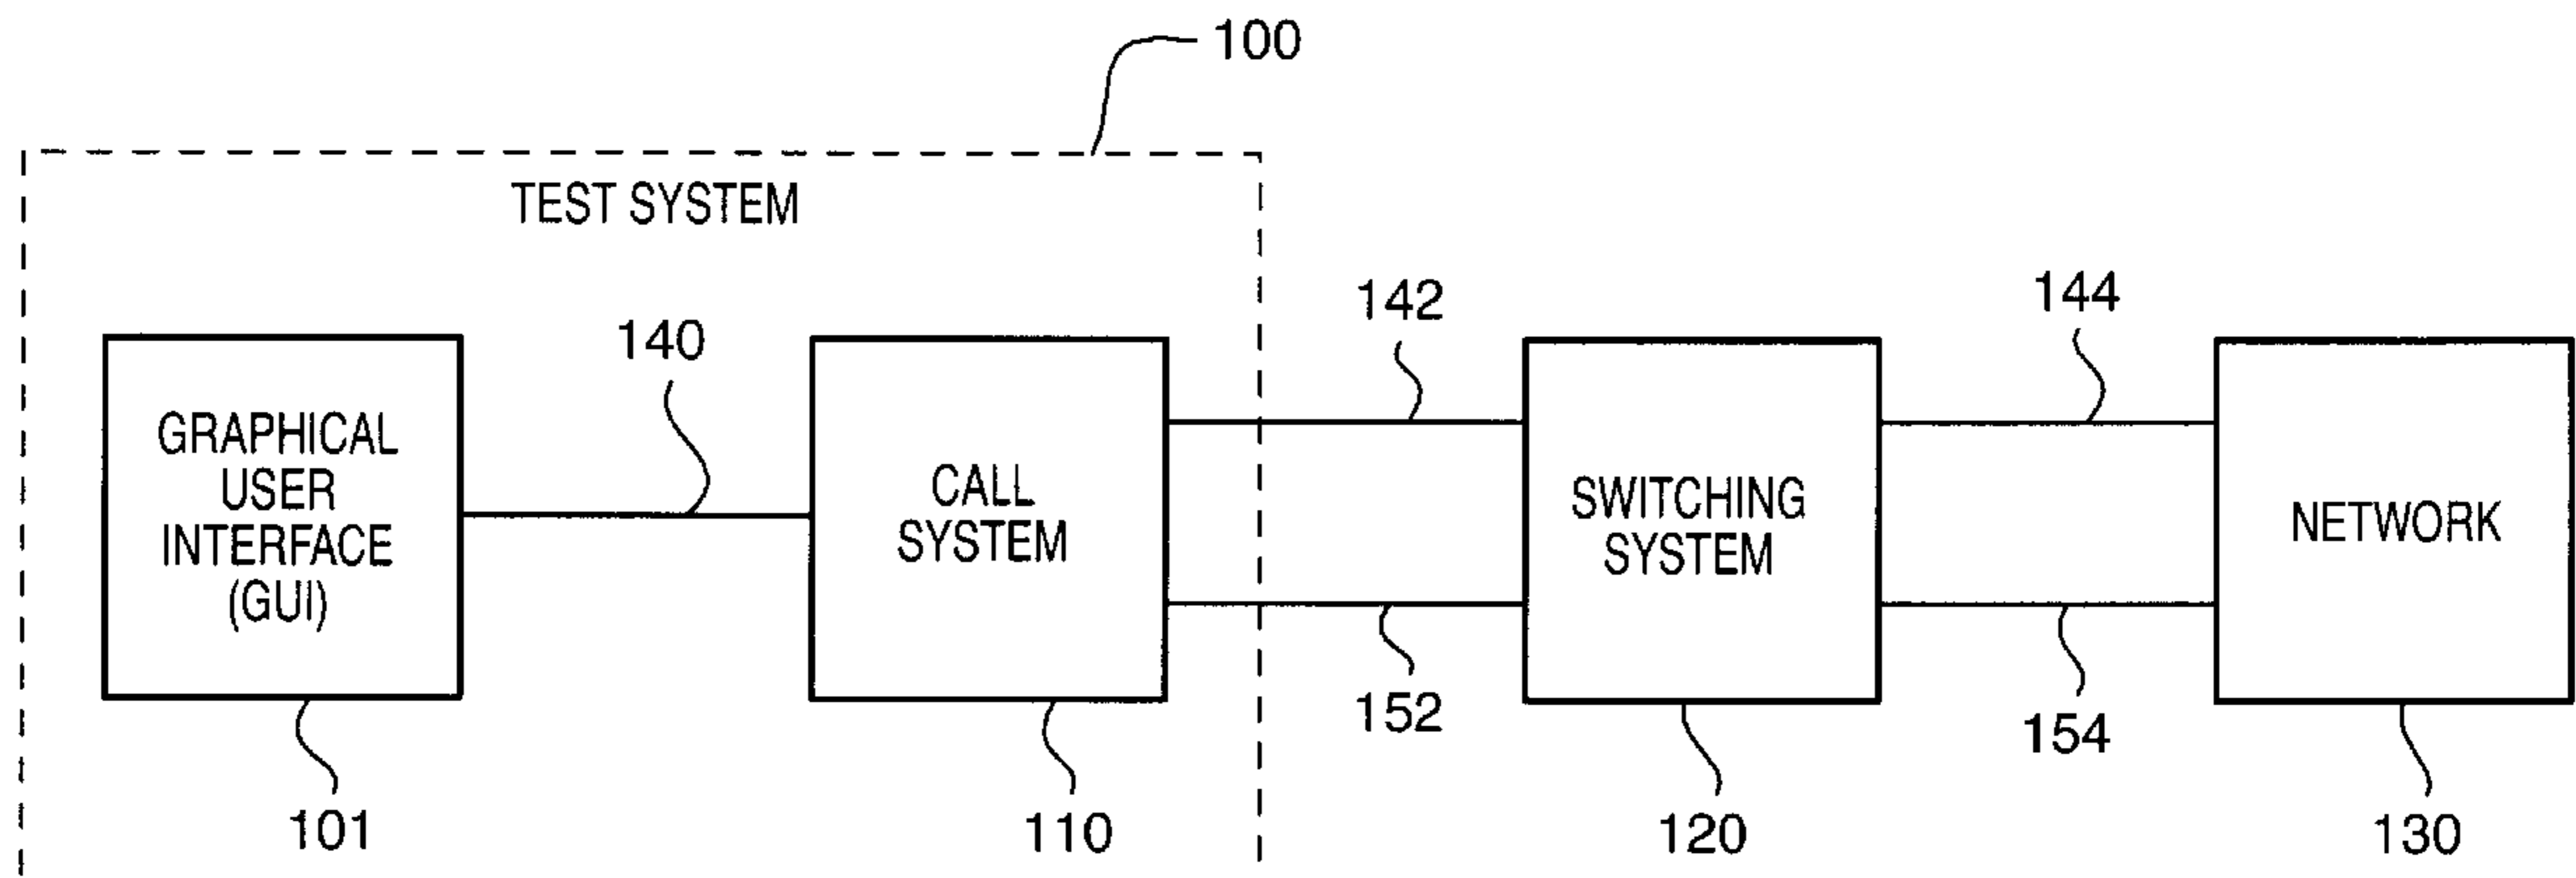 100
TEST SYSTEM
142
144
140
GRAPHICAL
USER
INTERFACE
(GUI)
CALL
SYSTEM
SWITCHING
SYSTEM
NETWORK
152
154
101
110
120
130